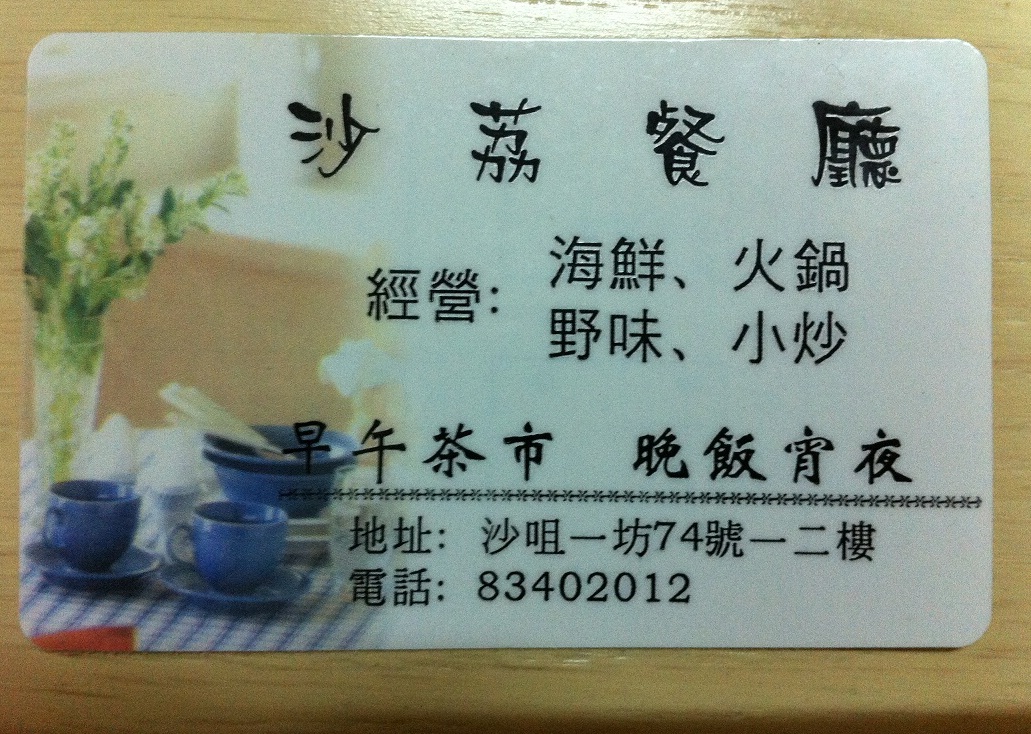 沙荔餐廳
經營: 海鮮、火鍋
野味、小炒
早午茶市 晚飯宵夜
地址: 沙咀一坊74號一二樓
電話: 83402012